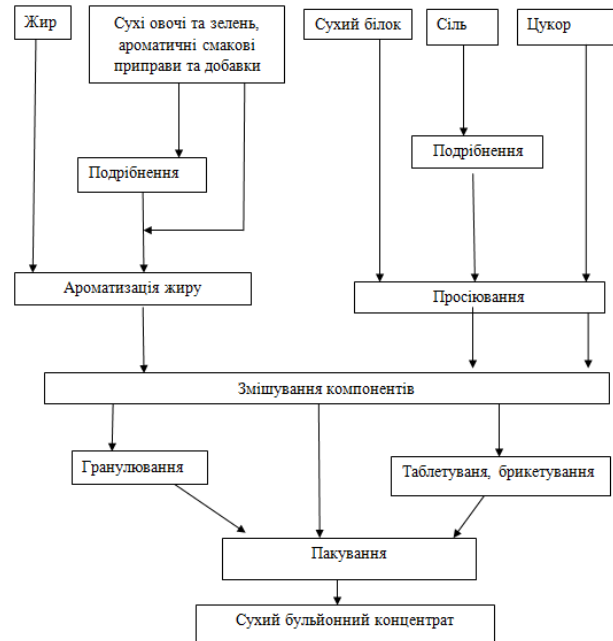 Жир
Сухі овочі та зелень,
ароматичні смакові
приправи та добавки
Сухий білок
Сіль
Цукор
Подрібнення
Подрібнення
Ароматизація жиру
Просіювання
Змішування компонентів
Гранулювання
Таблетуваня, брикетування
Пакування
Сухий бульйонний концентрат